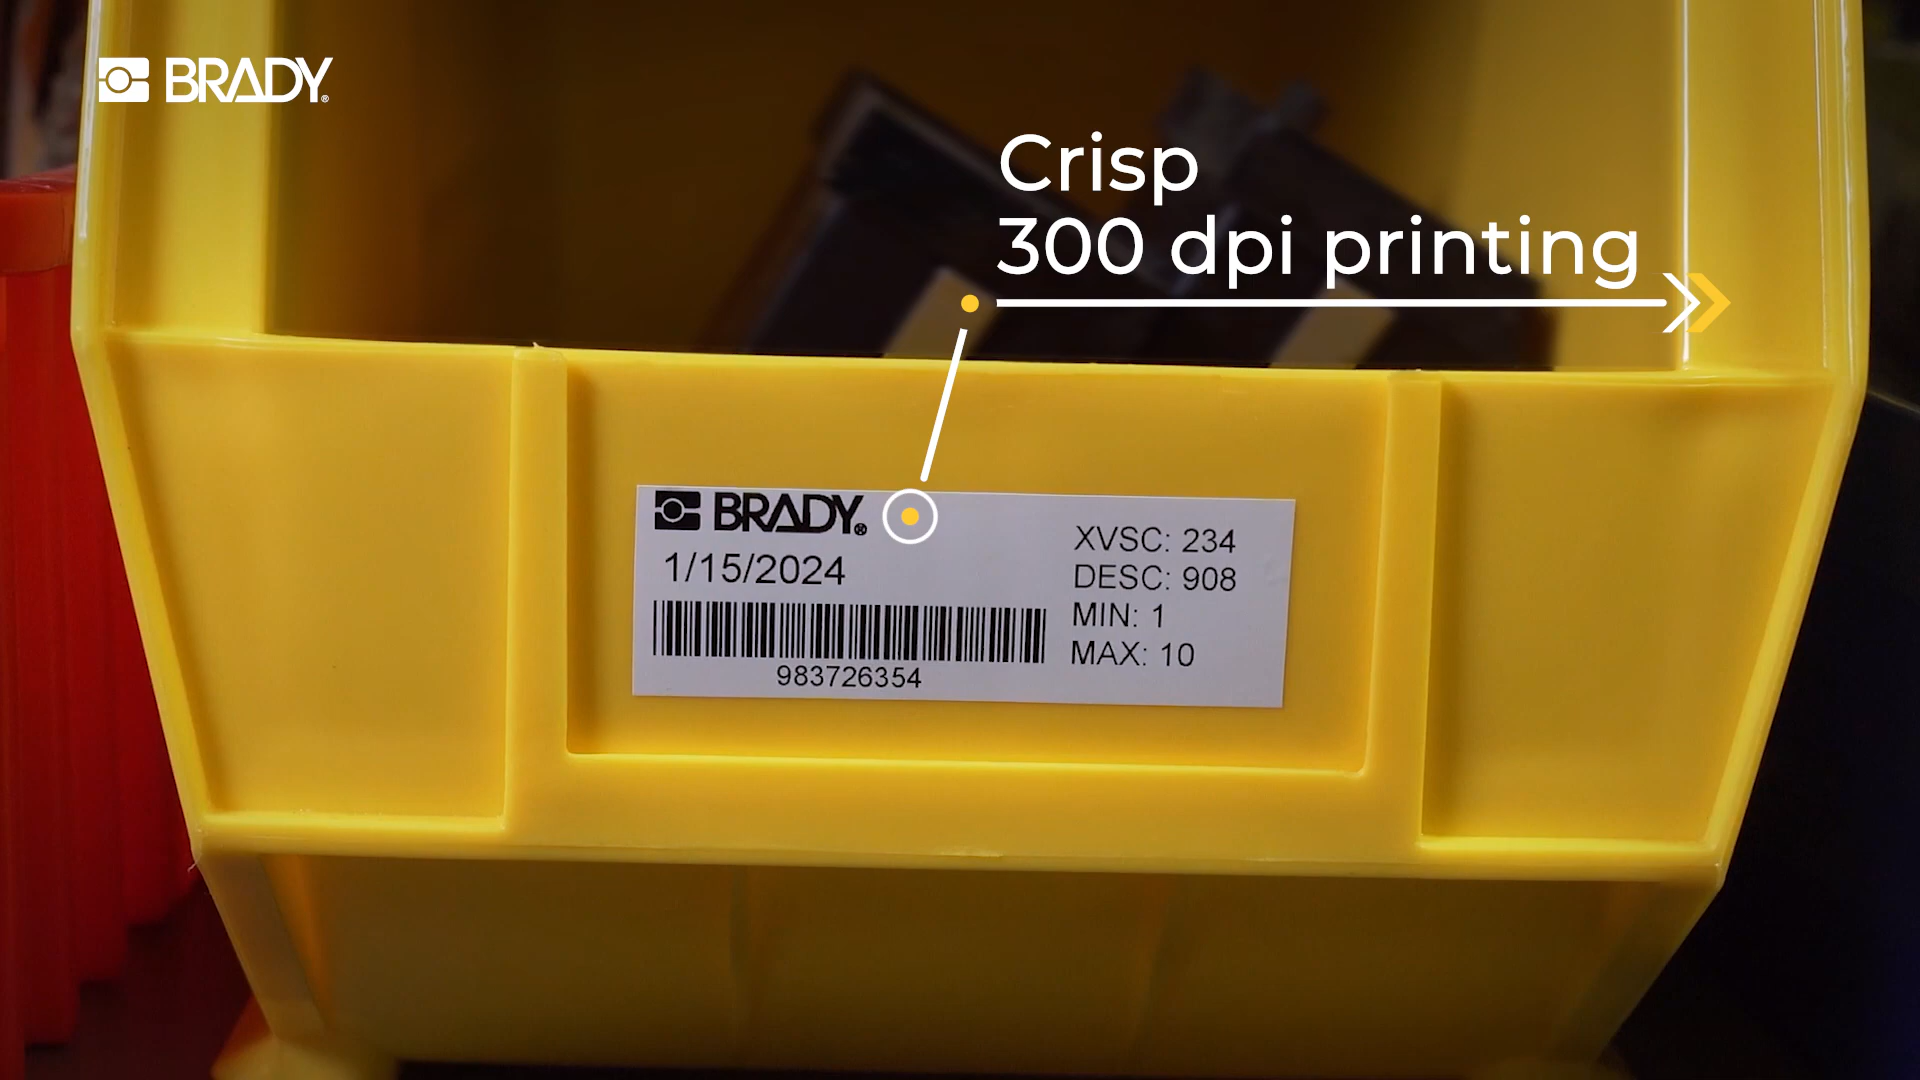 BRADY®
Crisp
300 dpi printing
BRADY®
1/15/2024
983726354
XVSC: 234
DESC: 908
MIN: 1
MAX: 10